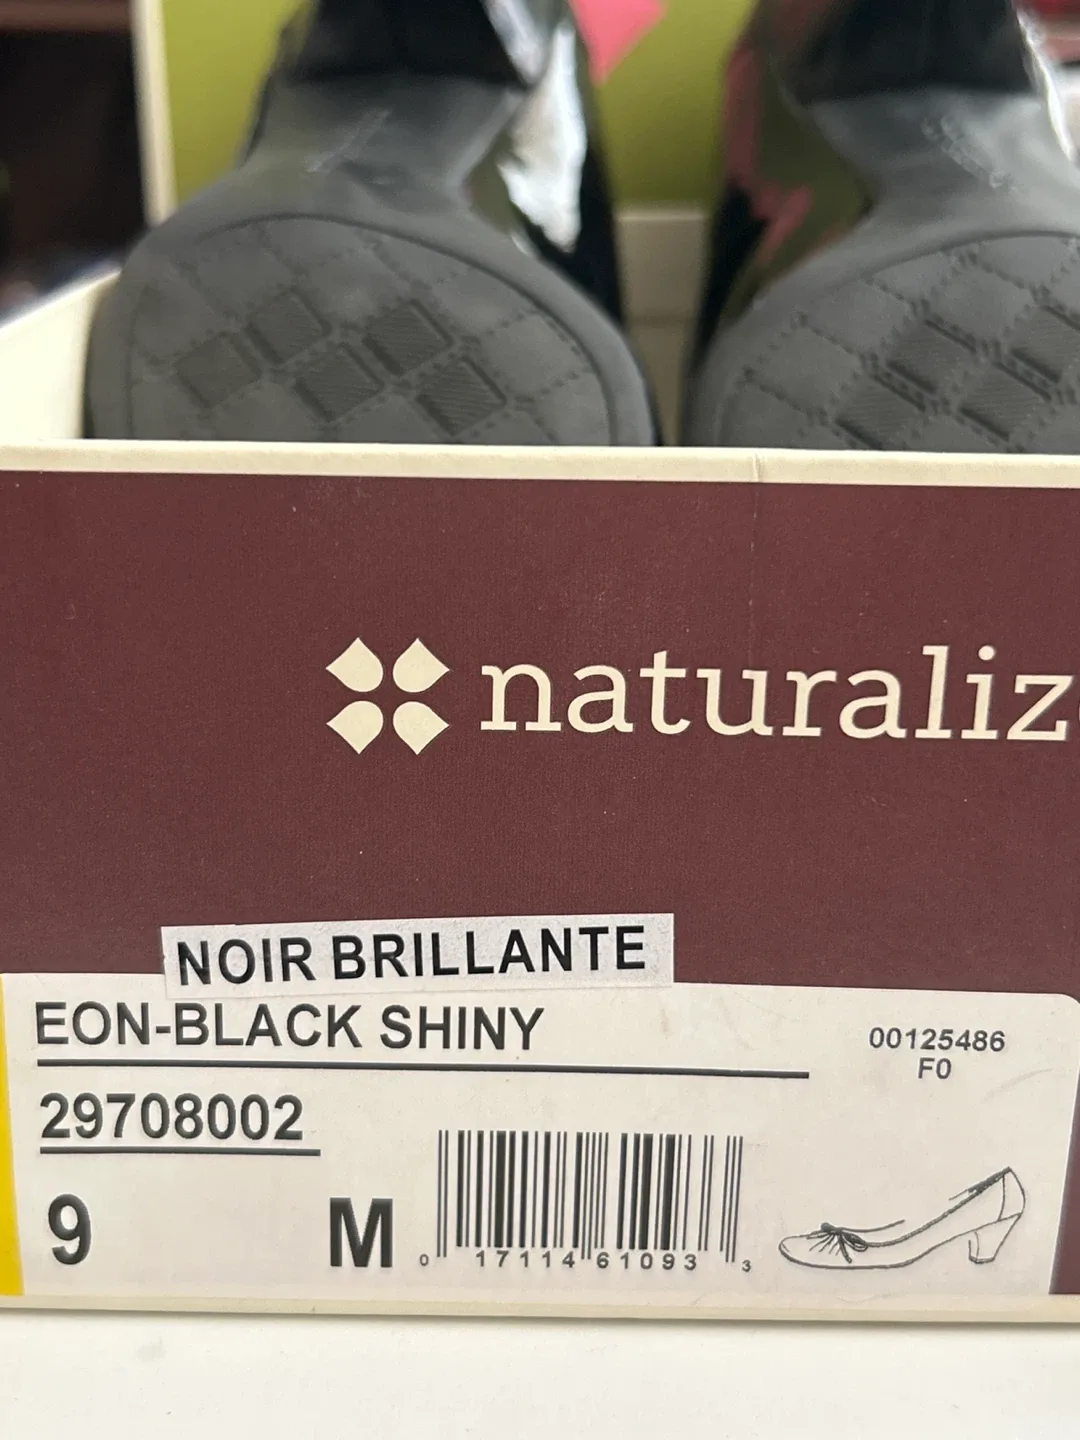 naturaliz
NOIR BRILLANTE
EON-BLACK SHINY
00125486
F0
29708002
9 M
0 17114 61093 3